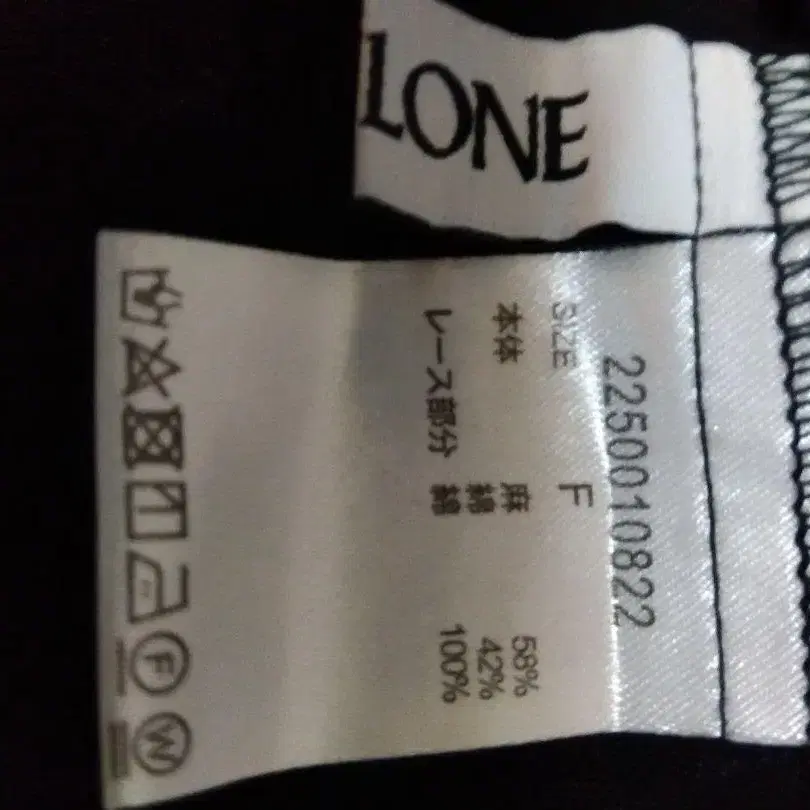 LONE
2250010822
SIZE F
本体 麻 58%
綿 42%
レース部分 綿 100%
F W